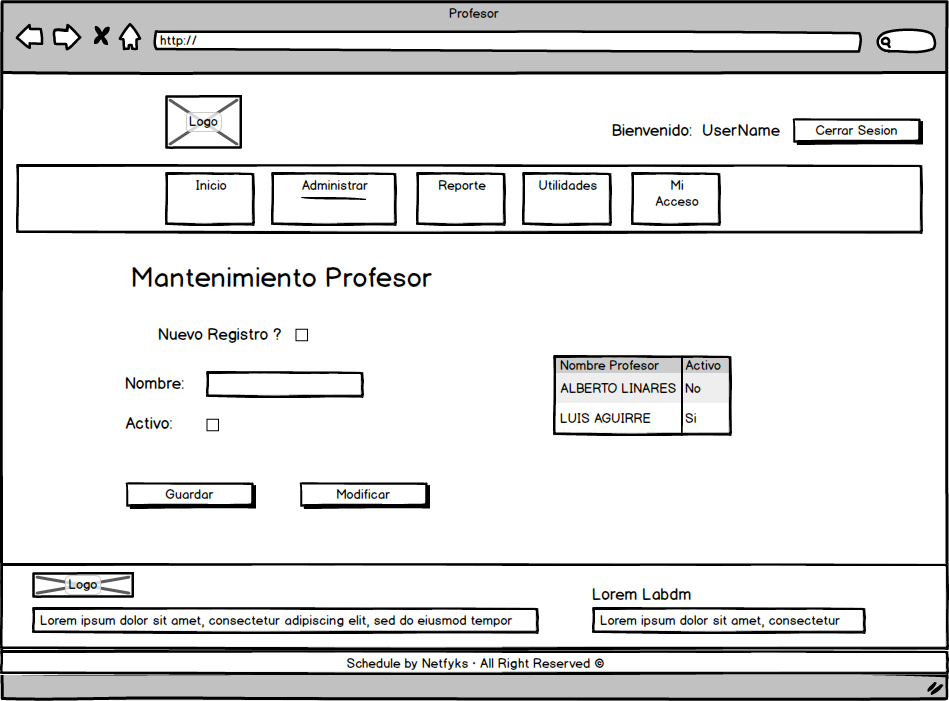 Profesor
http://
Logo
Bienvenido: UserName
Cerrar Sesion
Inicio
Administrar
Reporte
Utilidades
Mi
Acceso
Mantenimiento Profesor
Nuevo Registro ?
Nombre:
Activo:
Nombre Profesor Activo
ALBERTO LINARES No
LUIS AGUIRRE Si
Guardar
Modificar
Logo
Lorem ipsum dolor sit amet, consectetur adipiscing elit, sed do eiusmod tempor
Lorem Labdm
Lorem ipsum dolor sit amet, consectetur
Schedule by Netfyks · All Right Reserved ©